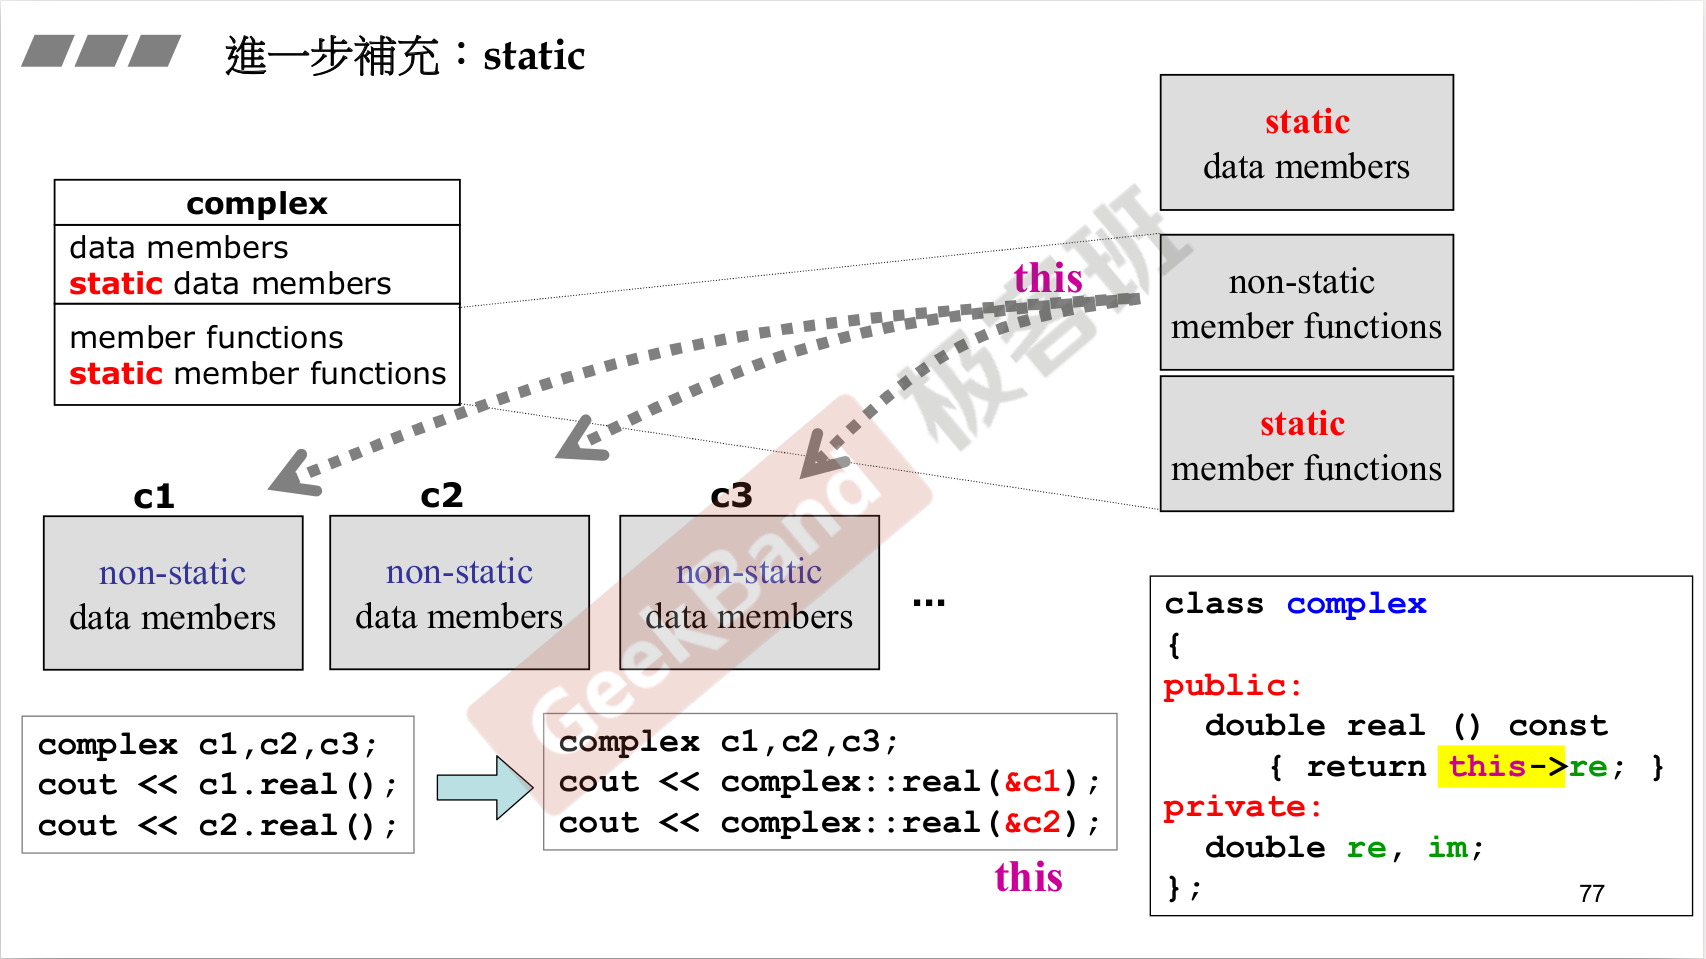 進一步補充：static
static
data members
complex
data members
static data members
member functions
static member functions
this
non-static
member functions
static
member functions
c1
c2
c3
non-static
data members
non-static
data members
non-static
data members
...
complex c1,c2,c3;
cout << c1.real();
cout << c2.real();
complex c1,c2,c3;
cout << complex::real(&c1);
cout << complex::real(&c2);
this
class complex
{
public:
double real () const
{ return this->re; }
private:
double re, im;
};
77
GeekBand
极客班